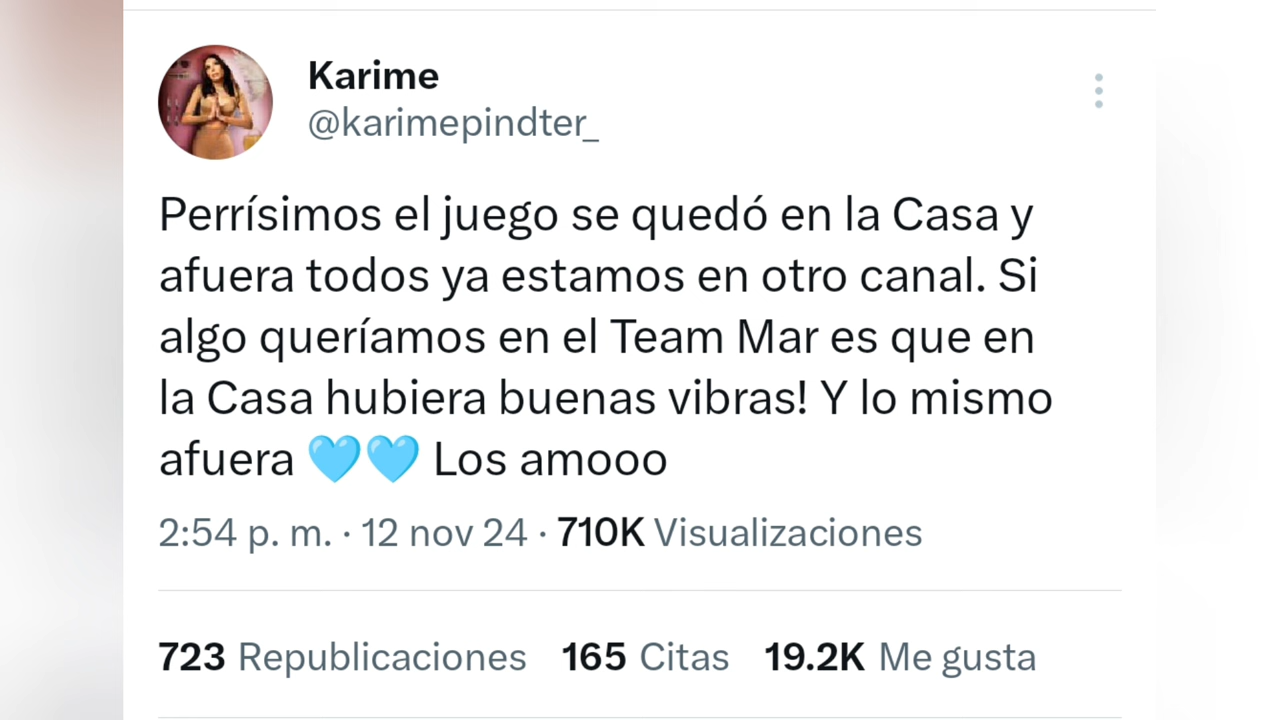 Karime
@karimepindter_
Perrísimos el juego se quedó en la Casa y
afuera todos ya estamos en otro canal. Si
algo queríamos en el Team Mar es que en
la Casa hubiera buenas vibras! Y lo mismo
afuera 🩵🩵 Los amooo
2:54 p. m. · 12 nov 24 · 710K Visualizaciones
723 Republicaciones 165 Citas 19.2K Me gusta